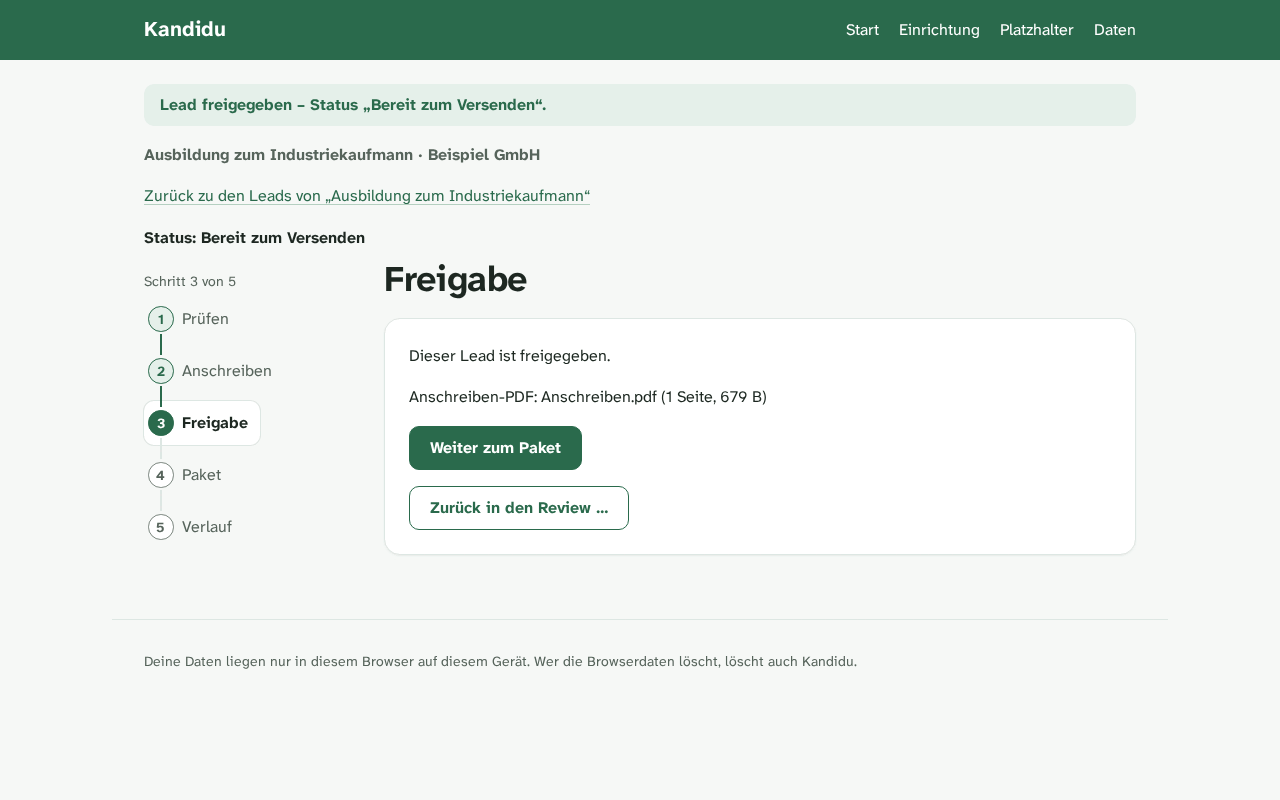 Kandidu
Start Einrichtung Platzhalter Daten
Lead freigegeben – Status „Bereit zum Versenden“.
Ausbildung zum Industriekaufmann · Beispiel GmbH
Zurück zu den Leads von „Ausbildung zum Industriekaufmann“
Status: Bereit zum Versenden
Schritt 3 von 5
1 Prüfen
2 Anschreiben
3 Freigabe
4 Paket
5 Verlauf
Freigabe
Dieser Lead ist freigegeben.
Anschreiben-PDF: Anschreiben.pdf (1 Seite, 679 B)
Weiter zum Paket
Zurück in den Review ...
Deine Daten liegen nur in diesem Browser auf diesem Gerät. Wer die Browserdaten löscht, löscht auch Kandidu.